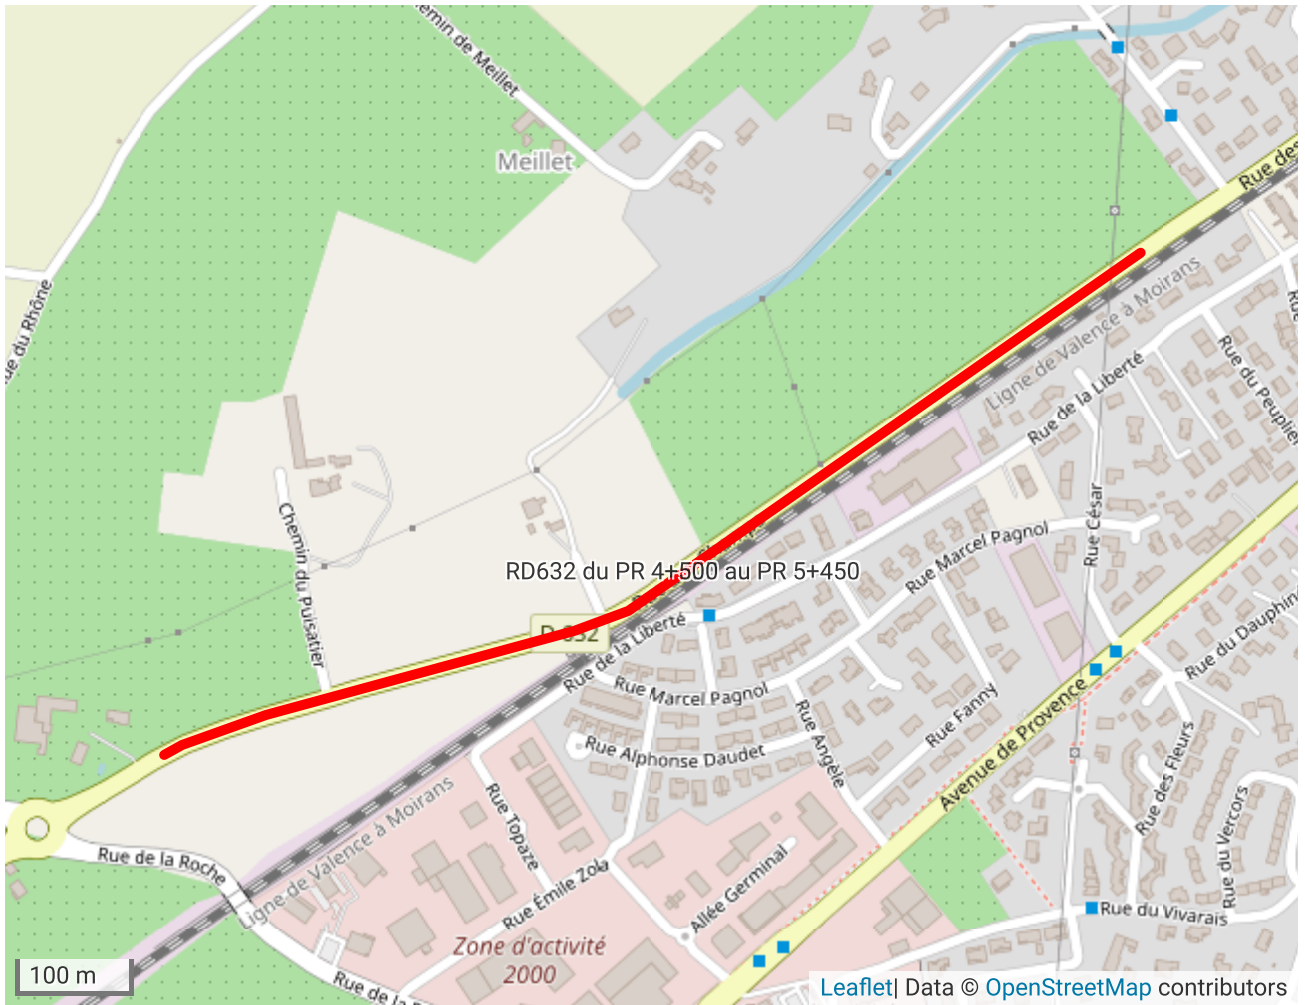 Chemin de Meillet
Meillet
Rue des
Rue du Rhône
Ligne de Valence à Moirans
Rue de la Liberté
Rue du Peuplier
Chemin du Puisatier
Rue César
Rue Marcel Pagnol
RD632 du PR 4+500 au PR 5+450
D 632
Rue de la Liberté
Rue du Dauphin
Rue Marcel Pagnol
Rue Fanny
Rue Angèle
Avenue de Provence
Rue Alphonse Daudet
Rue des Fleurs
Rue Topaze
Rue du Vercors
Ligne de Valence à Moirans
Rue de la Roche
Rue Émile Zola
Allée Germinal
Rue du Vivarais
Zone d'activité
2000
Rue de la
100 m
Leaflet| Data © OpenStreetMap contributors